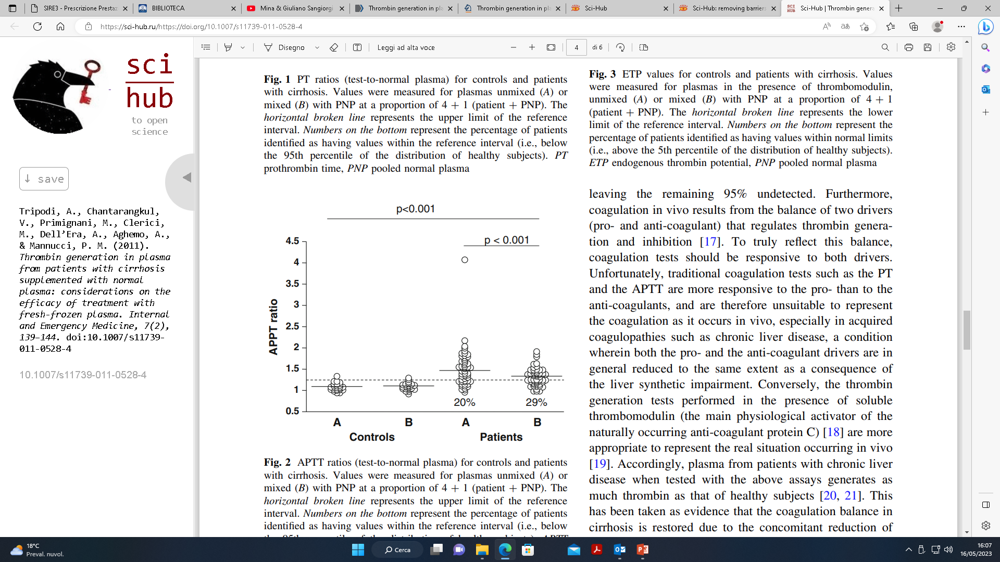 SIRE3 - Prescrizione Prestaz
BIBLIOTECA
Mina & Giuliano Sangiorgi
Thrombin generation in pla
Thrombin generation in pla
Sci-Hub
Sci-Hub: removing barriers
Sci-Hub | Thrombin genera
https://sci-hub.ru/https://doi.org/10.1007/s11739-011-0528-4
Disegno
Leggi ad alta voce
4
di 6
sci
hub
to open
science
↓ save
Tripodi, A., Chantarangkul,
V., Primignani, M., Clerici,
M., Dell’Era, A., Aghemo, A.,
& Mannucci, P. M. (2011).
Thrombin generation in plasma
from patients with cirrhosis
supplemented with normal
plasma: considerations on the
efficacy of treatment with
fresh-frozen plasma. Internal
and Emergency Medicine, 7(2),
139–144. doi:10.1007/s11739-
011-0528-4
10.1007/s11739-011-0528-4
Fig. 1 PT ratios (test-to-normal plasma) for controls and patients
with cirrhosis. Values were measured for plasmas unmixed (A) or
mixed (B) with PNP at a proportion of 4 + 1 (patient + PNP). The
horizontal broken line represents the upper limit of the reference
interval. Numbers on the bottom represent the percentage of patients
identified as having values within the reference interval (i.e., below
the 95th percentile of the distribution of healthy subjects). PT
prothrombin time, PNP pooled normal plasma
p<0.001
p < 0.001
4.5
4
3.5
3
2.5
2
1.5
1
0.5
APPT ratio
20%
29%
A
B
A
B
Controls
Patients
Fig. 2 APTT ratios (test-to-normal plasma) for controls and patients
with cirrhosis. Values were measured for plasmas unmixed (A) or
mixed (B) with PNP at a proportion of 4 + 1 (patient + PNP). The
horizontal broken line represents the upper limit of the reference
interval. Numbers on the bottom represent the percentage of patients
identified as having values within the reference interval (i.e., below
Fig. 3 ETP values for controls and patients with cirrhosis. Values
were measured for plasmas in the presence of thrombomodulin,
unmixed (A) or mixed (B) with PNP at a proportion of 4 + 1
(patient + PNP). The horizontal broken line represents the lower
limit of the reference interval. Numbers on the bottom represent the
percentage of patients identified as having values within normal limits
(i.e., above the 5th percentile of the distribution of healthy subjects).
ETP endogenous thrombin potential, PNP pooled normal plasma
leaving the remaining 95% undetected. Furthermore,
coagulation in vivo results from the balance of two drivers
(pro- and anti-coagulant) that regulates thrombin genera-
tion and inhibition [17]. To truly reflect this balance,
coagulation tests should be responsive to both drivers.
Unfortunately, traditional coagulation tests such as the PT
and the APTT are more responsive to the pro- than to the
anti-coagulants, and are therefore unsuitable to represent
the coagulation as it occurs in vivo, especially in acquired
coagulopathies such as chronic liver disease, a condition
wherein both the pro- and the anti-coagulant drivers are in
general reduced to the same extent as a consequence of
the liver synthetic impairment. Conversely, the thrombin
generation tests performed in the presence of soluble
thrombomodulin (the main physiological activator of the
naturally occurring anti-coagulant protein C) [18] are more
appropriate to represent the real situation occurring in vivo
[19]. Accordingly, plasma from patients with chronic liver
disease when tested with the above assays generates as
much thrombin as that of healthy subjects [20, 21]. This
has been taken as evidence that the coagulation balance in
cirrhosis is restored due to the concomitant reduction of
18°C
Preval. nuvol.
Cerca
16:07
16/05/2023